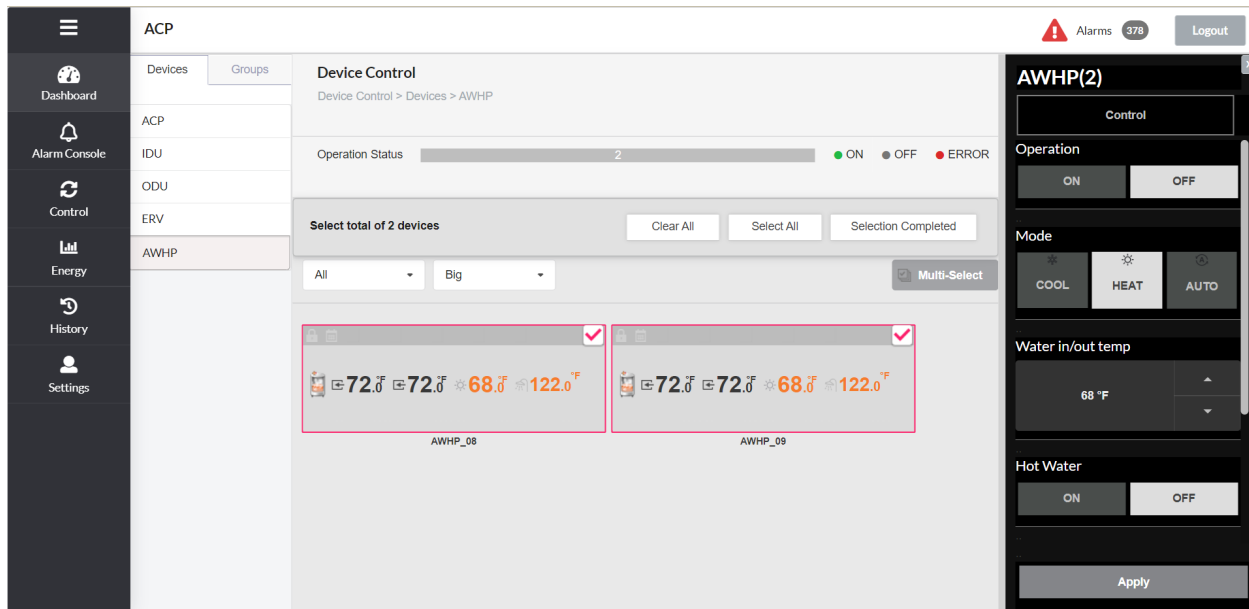 ACP
Alarms 378 Logout
Dashboard
Alarm Console
Control
Energy
History
Settings
Devices Groups
ACP
IDU
ODU
ERV
AWHP
Device Control
Device Control > Devices > AWHP
Operation Status 2 ON OFF ERROR
Select total of 2 devices Clear All Select All Selection Completed
All Big Multi-Select
72.0°F 72.0°F 68.0°F 122.0°F
AWHP_08
72.0°F 72.0°F 68.0°F 122.0°F
AWHP_09
AWHP(2)
Control
Operation
ON OFF
Mode
COOL HEAT AUTO
Water in/out temp
68 °F
Hot Water
ON OFF
Apply